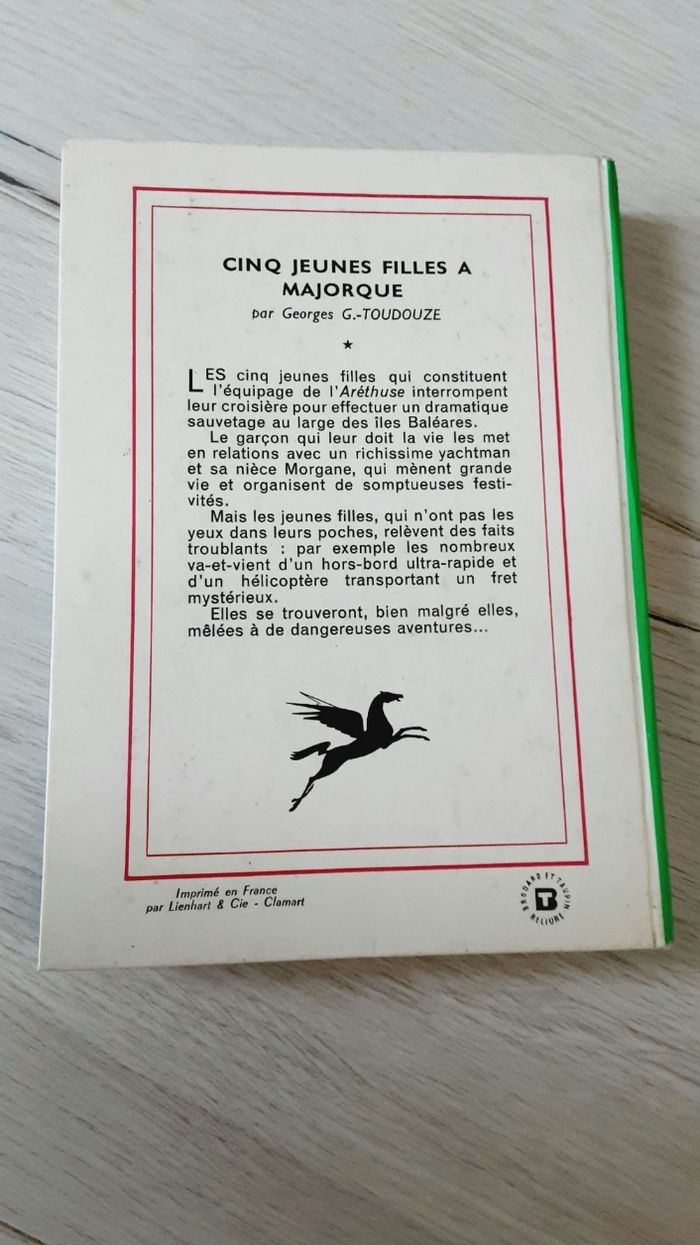 CINQ JEUNES FILLES A
MAJORQUE
par Georges G.-TOUDOUZE
LES cinq jeunes filles qui constituent
l'équipage de l'Aréthuse interrompent
leur croisière pour effectuer un dramatique
sauvetage au large des îles Baléares.
Le garçon qui leur doit la vie les met
en relations avec un richissime yachtman
et sa nièce Morgane, qui mènent grande
vie et organisent de somptueuses festi-
vités.
Mais les jeunes filles, qui n'ont pas les
yeux dans leurs poches, relèvent des faits
troublants : par exemple les nombreux
va-et-vient d'un hors-bord ultra-rapide et
d'un hélicoptère transportant un fret
mystérieux.
Elles se trouveront, bien malgré elles,
mêlées à de dangereuses aventures...
Imprimé en France
par Lienhart & Cie - Clamart
BRODARD ET TAUPIN
RELIURE
BT